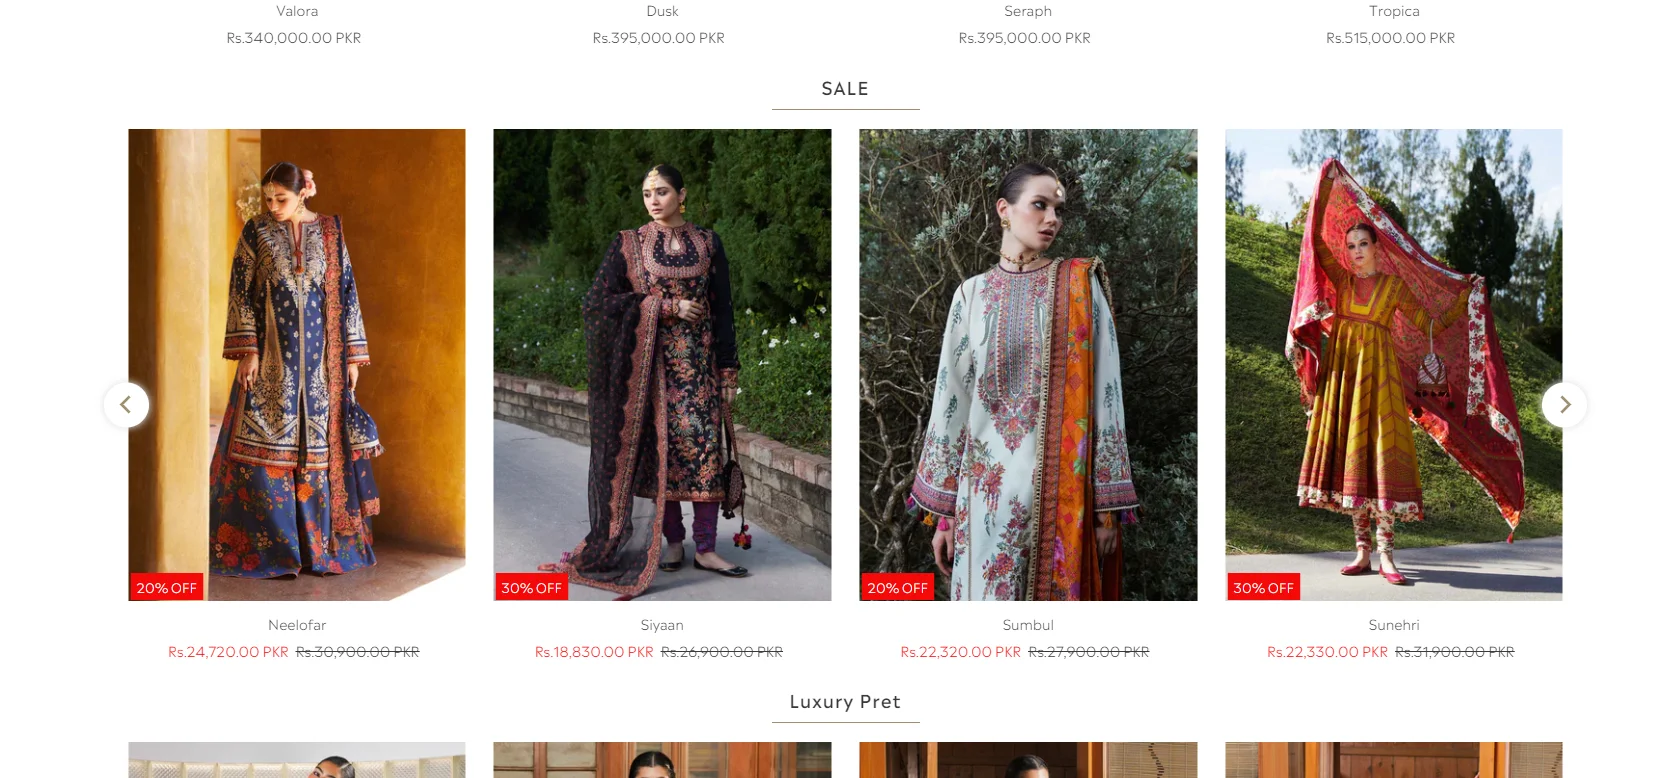 Valora
Dusk
Seraph
Tropica
Rs.340,000.00 PKR
Rs.395,000.00 PKR
Rs.395,000.00 PKR
Rs.515,000.00 PKR
SALE
20% OFF
30% OFF
20% OFF
30% OFF
Neelofar
Siyaan
Sumbul
Sunehri
Rs.24,720.00 PKR Rs.30,900.00 PKR
Rs.18,830.00 PKR Rs.26,900.00 PKR
Rs.22,320.00 PKR Rs.27,900.00 PKR
Rs.22,330.00 PKR Rs.31,900.00 PKR
Luxury Pret